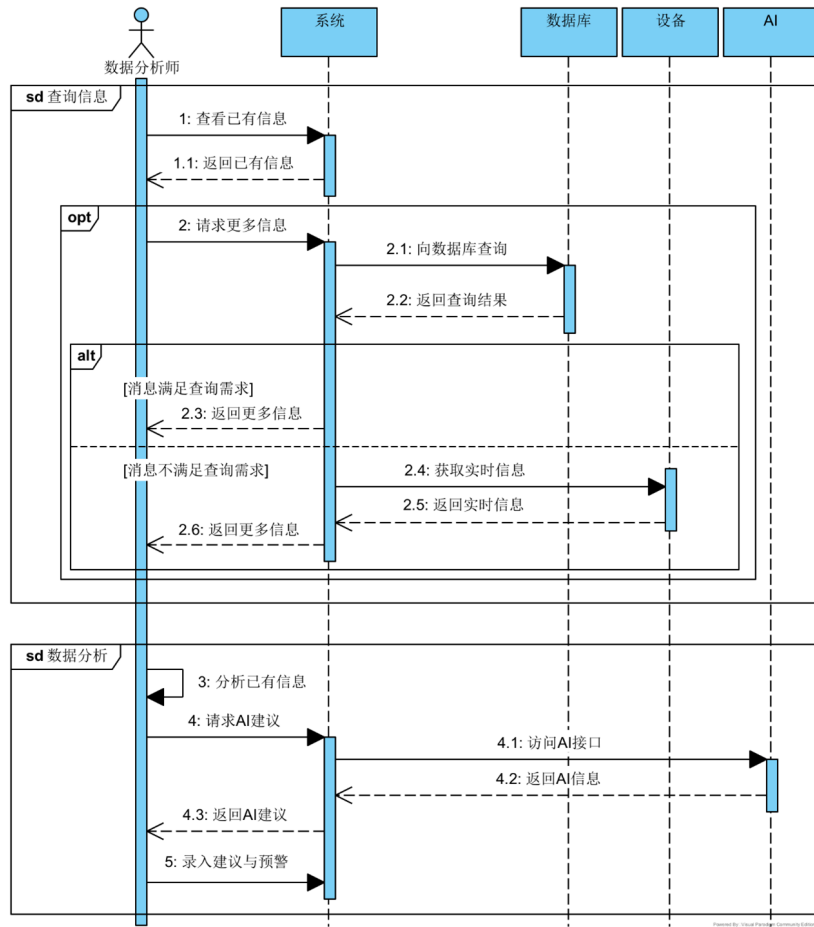 系统
数据库
设备
AI
数据分析师
sd 查询信息
1: 查看已有信息
1.1: 返回已有信息
opt
2: 请求更多信息
2.1: 向数据库查询
2.2: 返回查询结果
alt
[消息满足查询需求]
2.3: 返回更多信息
[消息不满足查询需求]
2.4: 获取实时信息
2.5: 返回实时信息
2.6: 返回更多信息
sd 数据分析
3: 分析已有信息
4: 请求AI建议
4.1: 访问AI接口
4.2: 返回AI信息
4.3: 返回AI建议
5: 录入建议与预警
Powered By: Visual Paradigm Community Edition